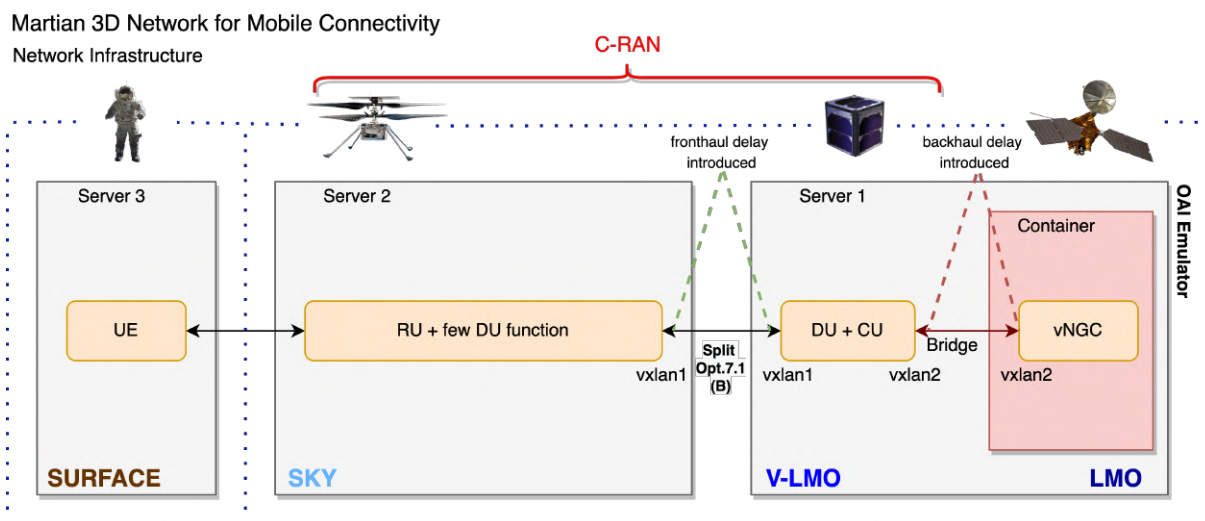 Martian 3D Network for Mobile Connectivity
Network Infrastructure
C-RAN
fronthaul delay
introduced
backhaul delay
introduced
Server 3
Server 2
Server 1
Container
OAI Emulator
UE
RU + few DU function
DU + CU
vNGC
Split
Opt.7.1
(B)
Bridge
vxlan1
vxlan1
vxlan2
vxlan2
SURFACE
SKY
V-LMO
LMO